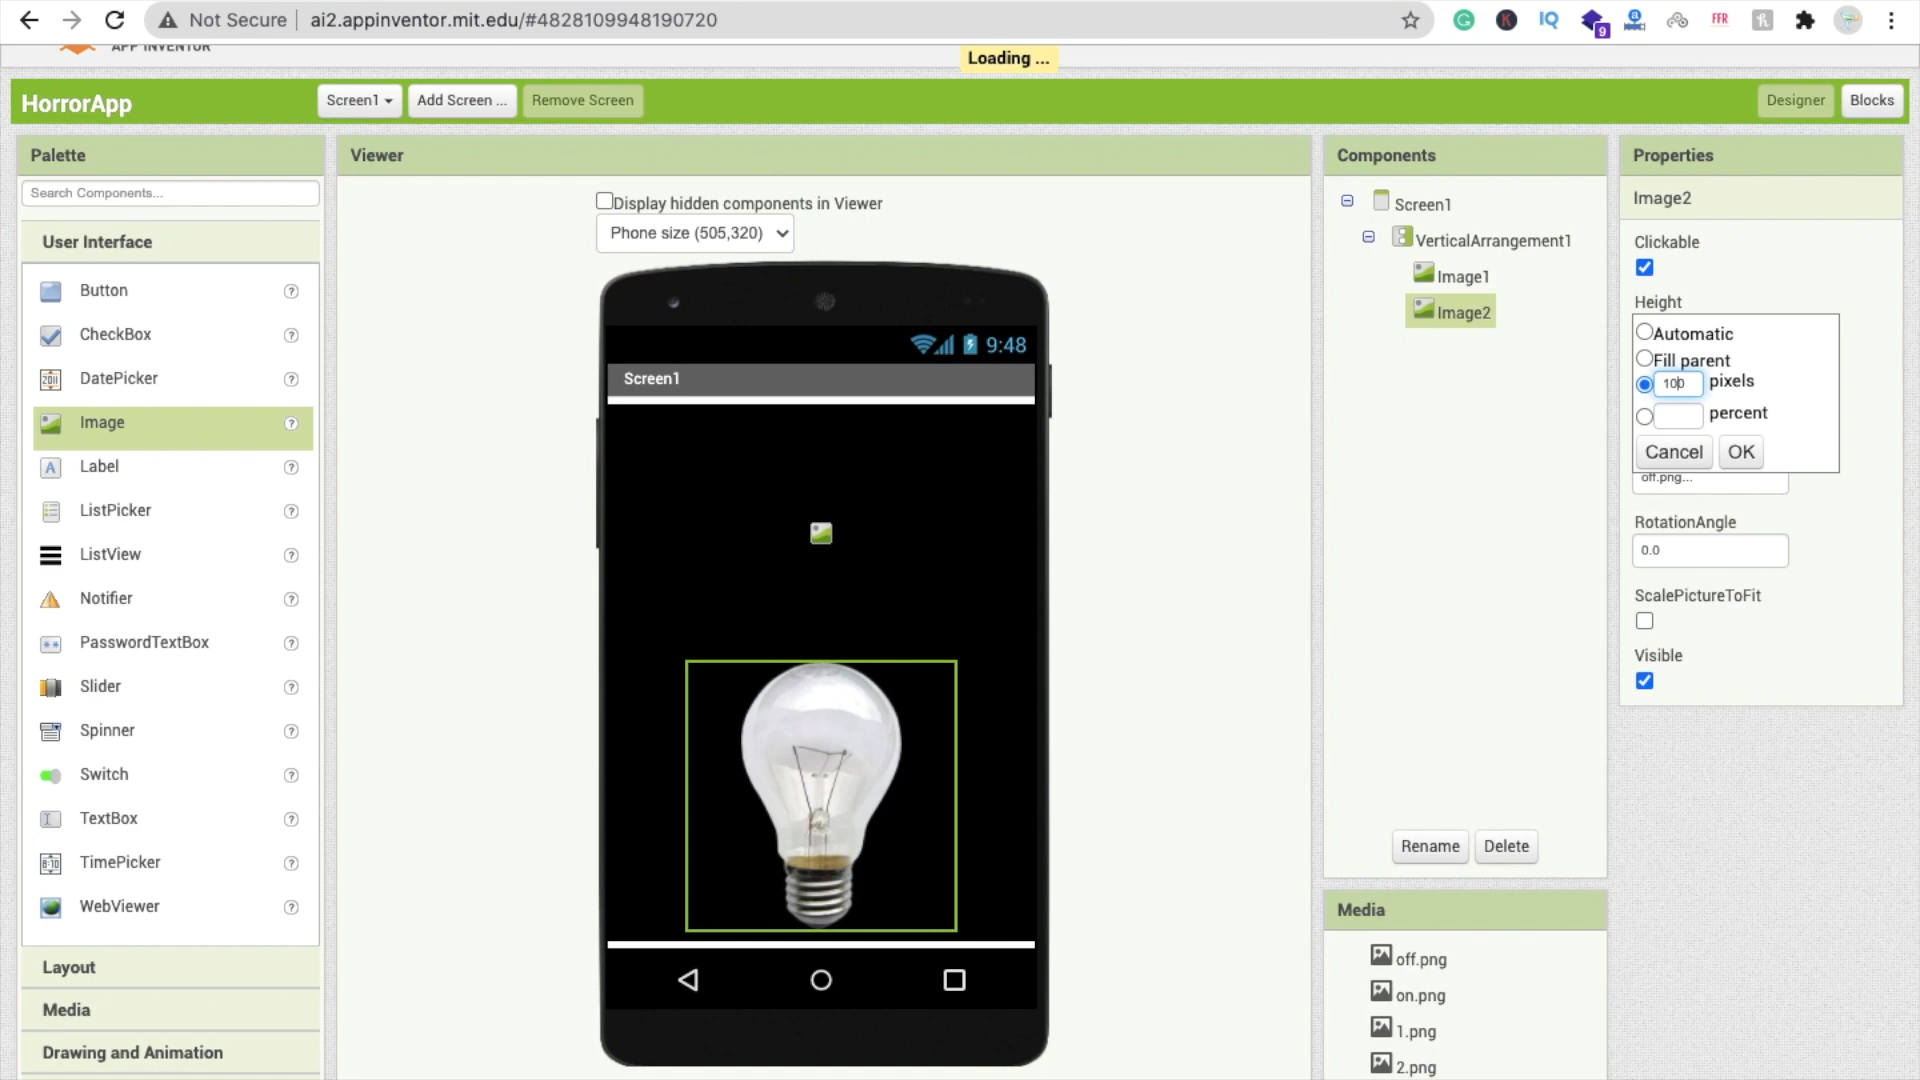 Not Secure
ai2.appinventor.mit.edu/#4828109948190720
9
FFR
APP INVENTOR
Loading ...
HorrorApp
Screen1
Add Screen ...
Remove Screen
Designer
Blocks
Palette
Viewer
Components
Properties
Search Components...
User Interface
Button
CheckBox
DatePicker
Image
Label
ListPicker
ListView
Notifier
PasswordTextBox
Slider
Spinner
Switch
TextBox
TimePicker
WebViewer
Layout
Media
Drawing and Animation
Display hidden components in Viewer
Phone size (505,320)
9:48
Screen1
Screen1
VerticalArrangement1
Image1
Image2
Rename
Delete
Media
off.png
on.png
1.png
2.png
Image2
Clickable
Height
Automatic
Fill parent
100 pixels
percent
Cancel
OK
off.png...
RotationAngle
0.0
ScalePictureToFit
Visible